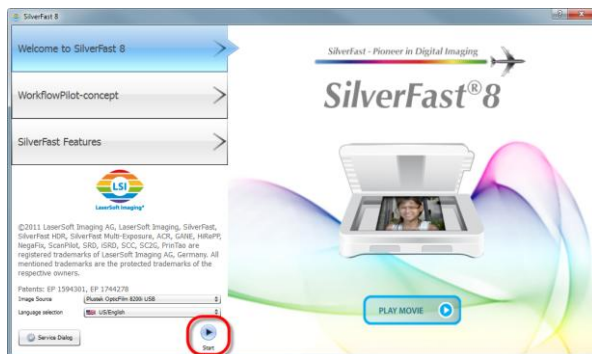 SilverFast 8
Welcome to SilverFast 8
WorkflowPilot-concept
SilverFast Features
LSI
LaserSoft Imaging®
©2011 LaserSoft Imaging AG, LaserSoft Imaging, SilverFast,
SilverFast HDR, SilverFast Multi-Exposure, ACR, GANE, HiRePP,
NegaFix, ScanPilot, SRD, iSRD, SCC, SC2G, PrinTao are
registered trademarks of LaserSoft Imaging AG, Germany. All
mentioned trademarks are the protected trademarks of the
respective owners.
Patents: EP 1594301, EP 1744278
Image Source Plustek OpticFilm 8200i USB
Language selection US/English
Service Dialog
Start
SilverFast - Pioneer in Digital Imaging
SilverFast®8
PLAY MOVIE